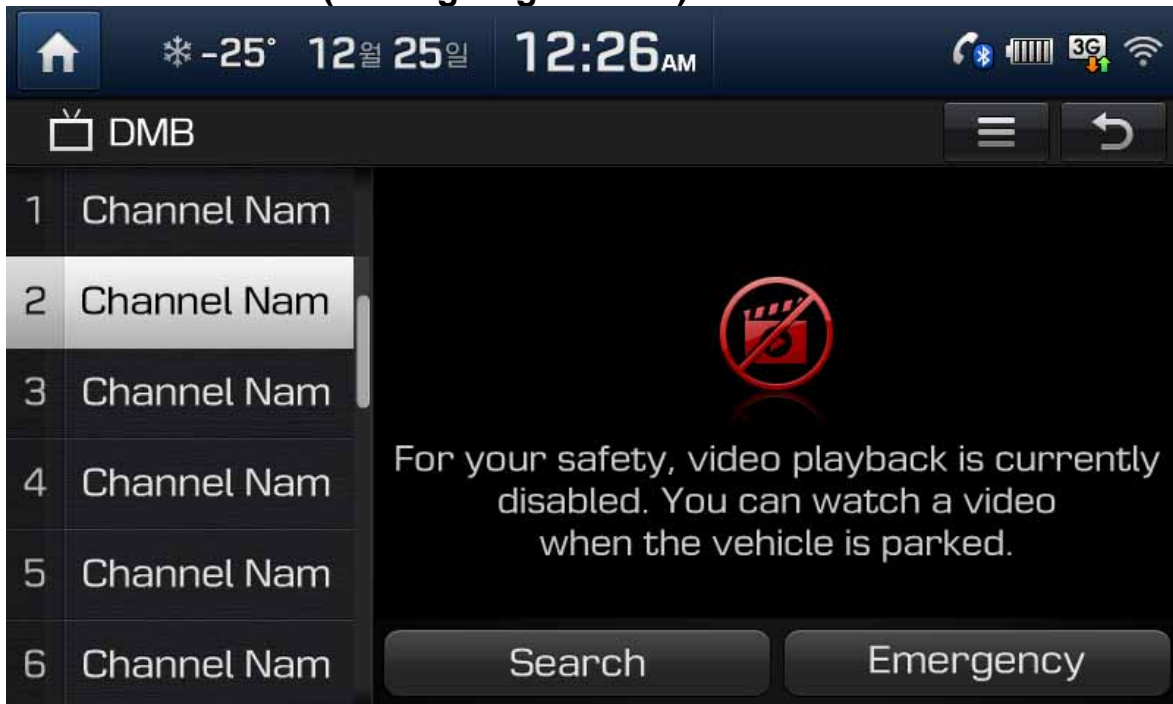 -25° 12월 25일 12:26 AM 3G
DMB
1 Channel Nam
2 Channel Nam
3 Channel Nam
4 Channel Nam
5 Channel Nam
6 Channel Nam
For your safety, video playback is currently
disabled. You can watch a video
when the vehicle is parked.
Search Emergency